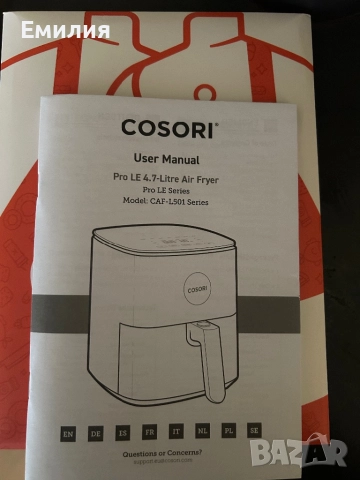 Емилия
COSORI®
User Manual
Pro LE 4.7-Litre Air Fryer
Pro LE Series
Model: CAF-L501 Series
COSORI
EN DE ES FR IT NL PL SE
Questions or Concerns?
BAZAR